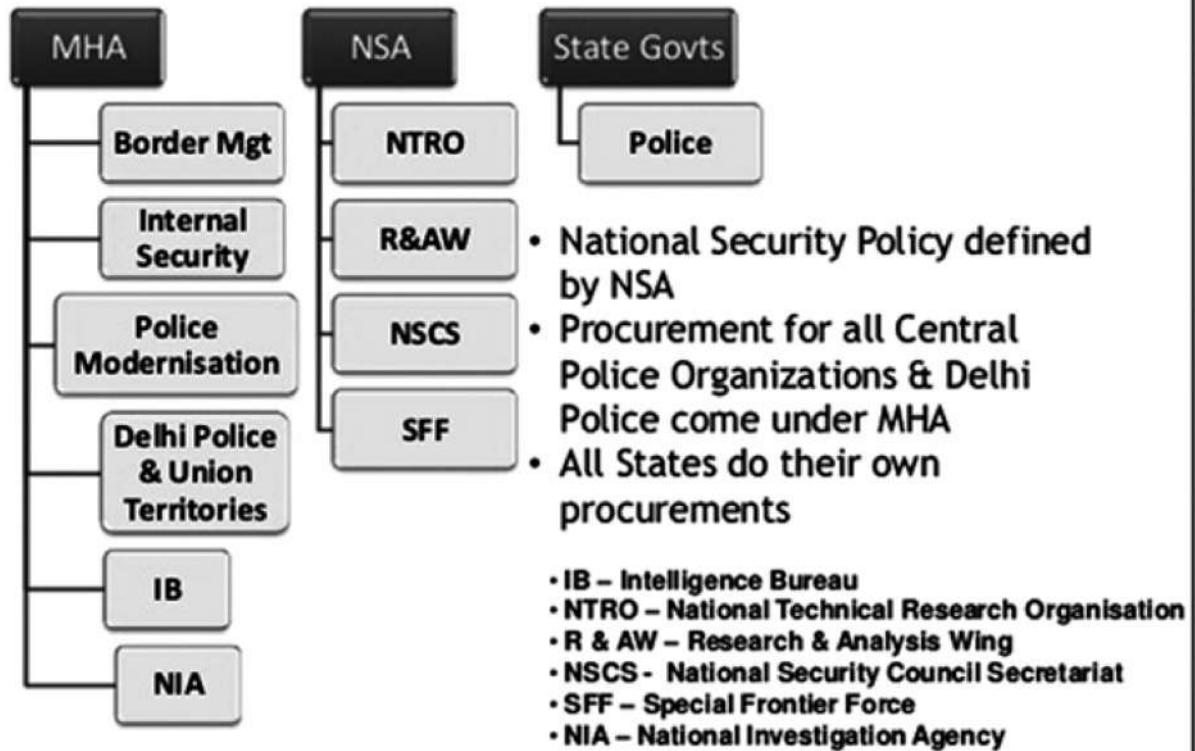 MHA
Border Mgt
Internal
Security
Police
Modernisation
Delhi Police
& Union
Territories
IB
NIA
NSA
NTRO
R&AW
NSCS
SFF
State Govts
Police
• National Security Policy defined
by NSA
• Procurement for all Central
Police Organizations & Delhi
Police come under MHA
• All States do their own
procurements
• IB – Intelligence Bureau
• NTRO – National Technical Research Organisation
• R & AW – Research & Analysis Wing
• NSCS - National Security Council Secretariat
• SFF – Special Frontier Force
• NIA – National Investigation Agency